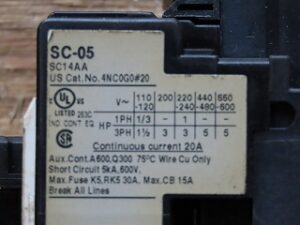 SC-05
SC14AA
US Cat.No. 4NC0G0#20
UL LISTED 263C
IND. CONT. EQ.
V~ 110 -120 200 220 -240 440 -480 550 -600
HP 1PH 1/3 - 1 - -
3PH 1½ 3 3 5 5
Continuous current 20A
Aux.Cont.A600,Q300 75°C Wire Cu Only
Short Circuit 5kA,600V,
Max.Fuse K5,RK5 30A, Max.CB 15A
Break All Lines